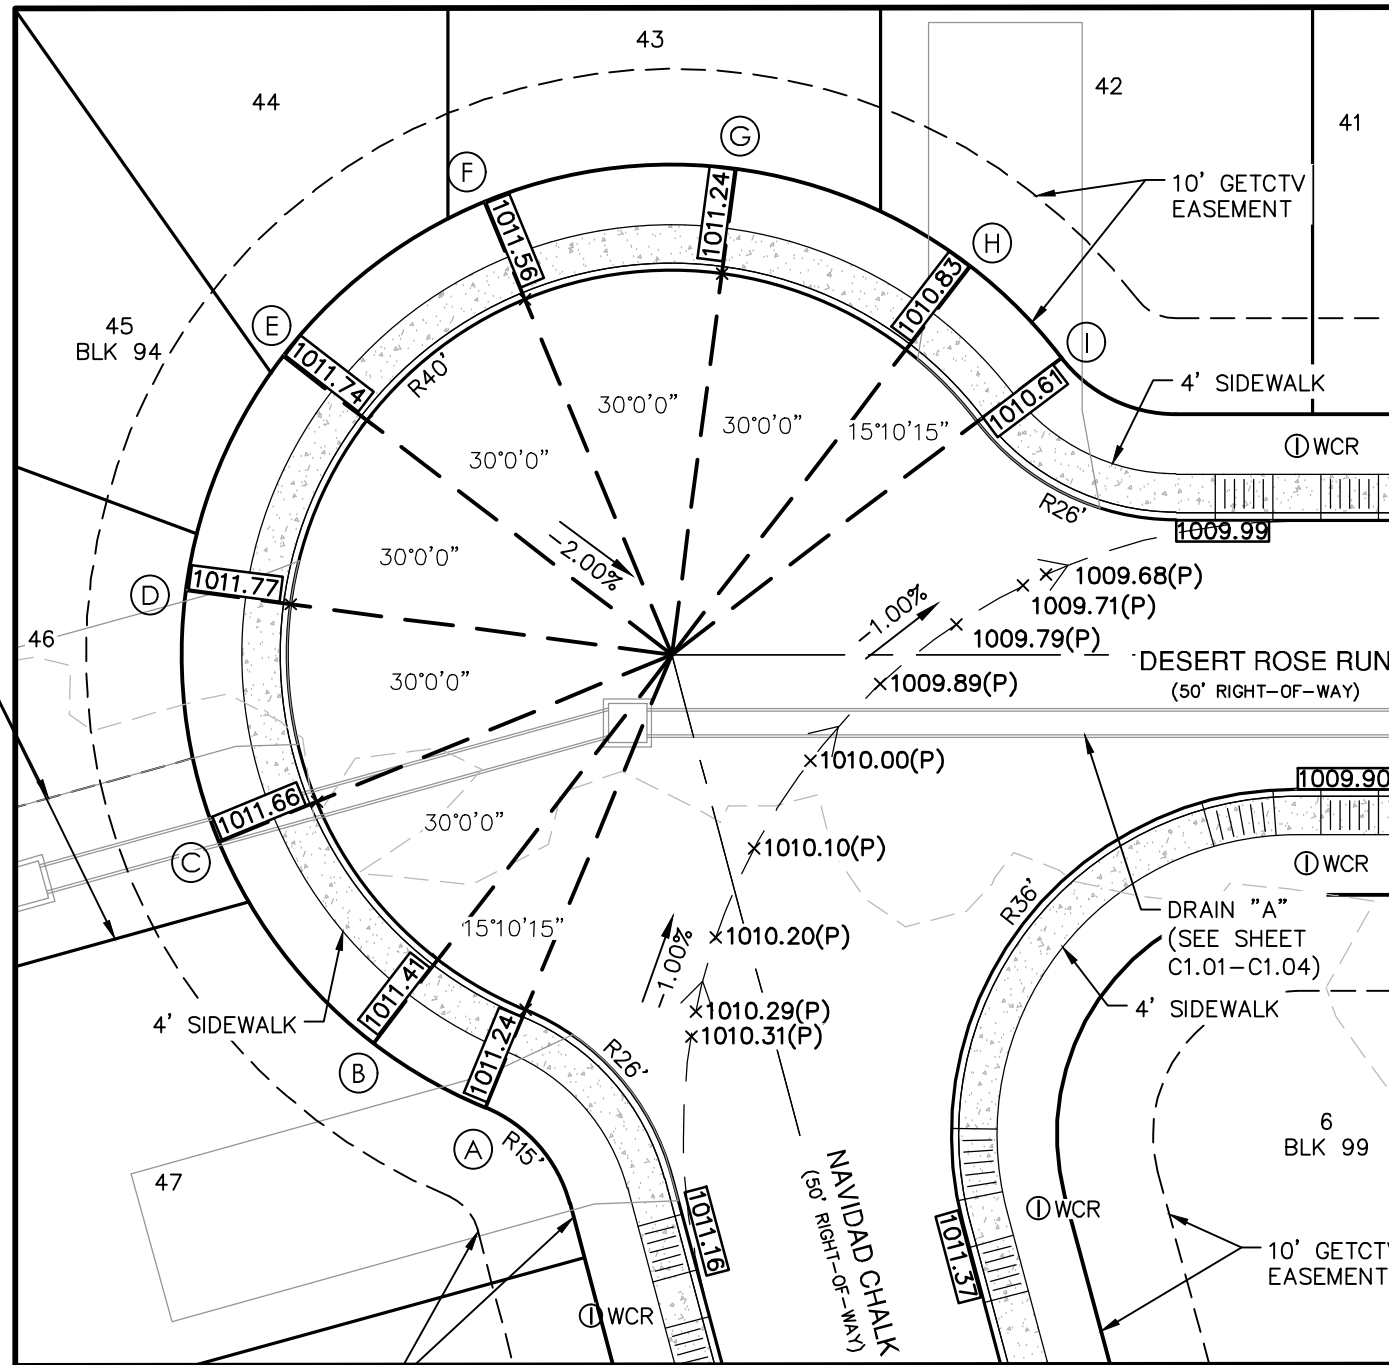 43
44
42
41
G
F
H
10' GETCTV
EASEMENT
1011.24
1011.56
1010.83
E
I
45
BLK 94
1011.74
R40'
1010.61
4' SIDEWALK
30°0'0"
30°0'0"
15°10'15"
30°0'0"
Ⓘ WCR
R26'
1009.99
30°0'0"
-2.00%
1011.77
D
1009.68(P)
1009.71(P)
-1.00%
1009.79(P)
46
DESERT ROSE RUN
(50' RIGHT-OF-WAY)
30°0'0"
1009.89(P)
1010.00(P)
1009.90
1011.66
30°0'0"
1010.10(P)
C
Ⓘ WCR
R36'
15°10'15"
1010.20(P)
DRAIN "A"
(SEE SHEET
C1.01-C1.04)
-1.00%
1011.41
1010.29(P)
4' SIDEWALK
4' SIDEWALK
1010.31(P)
1011.24
R26'
B
A
R15'
6
BLK 99
47
NAVIDAD CHALK
(50' RIGHT-OF-WAY)
Ⓘ WCR
1011.16
1011.37
10' GETCTV
EASEMENT
Ⓘ WCR